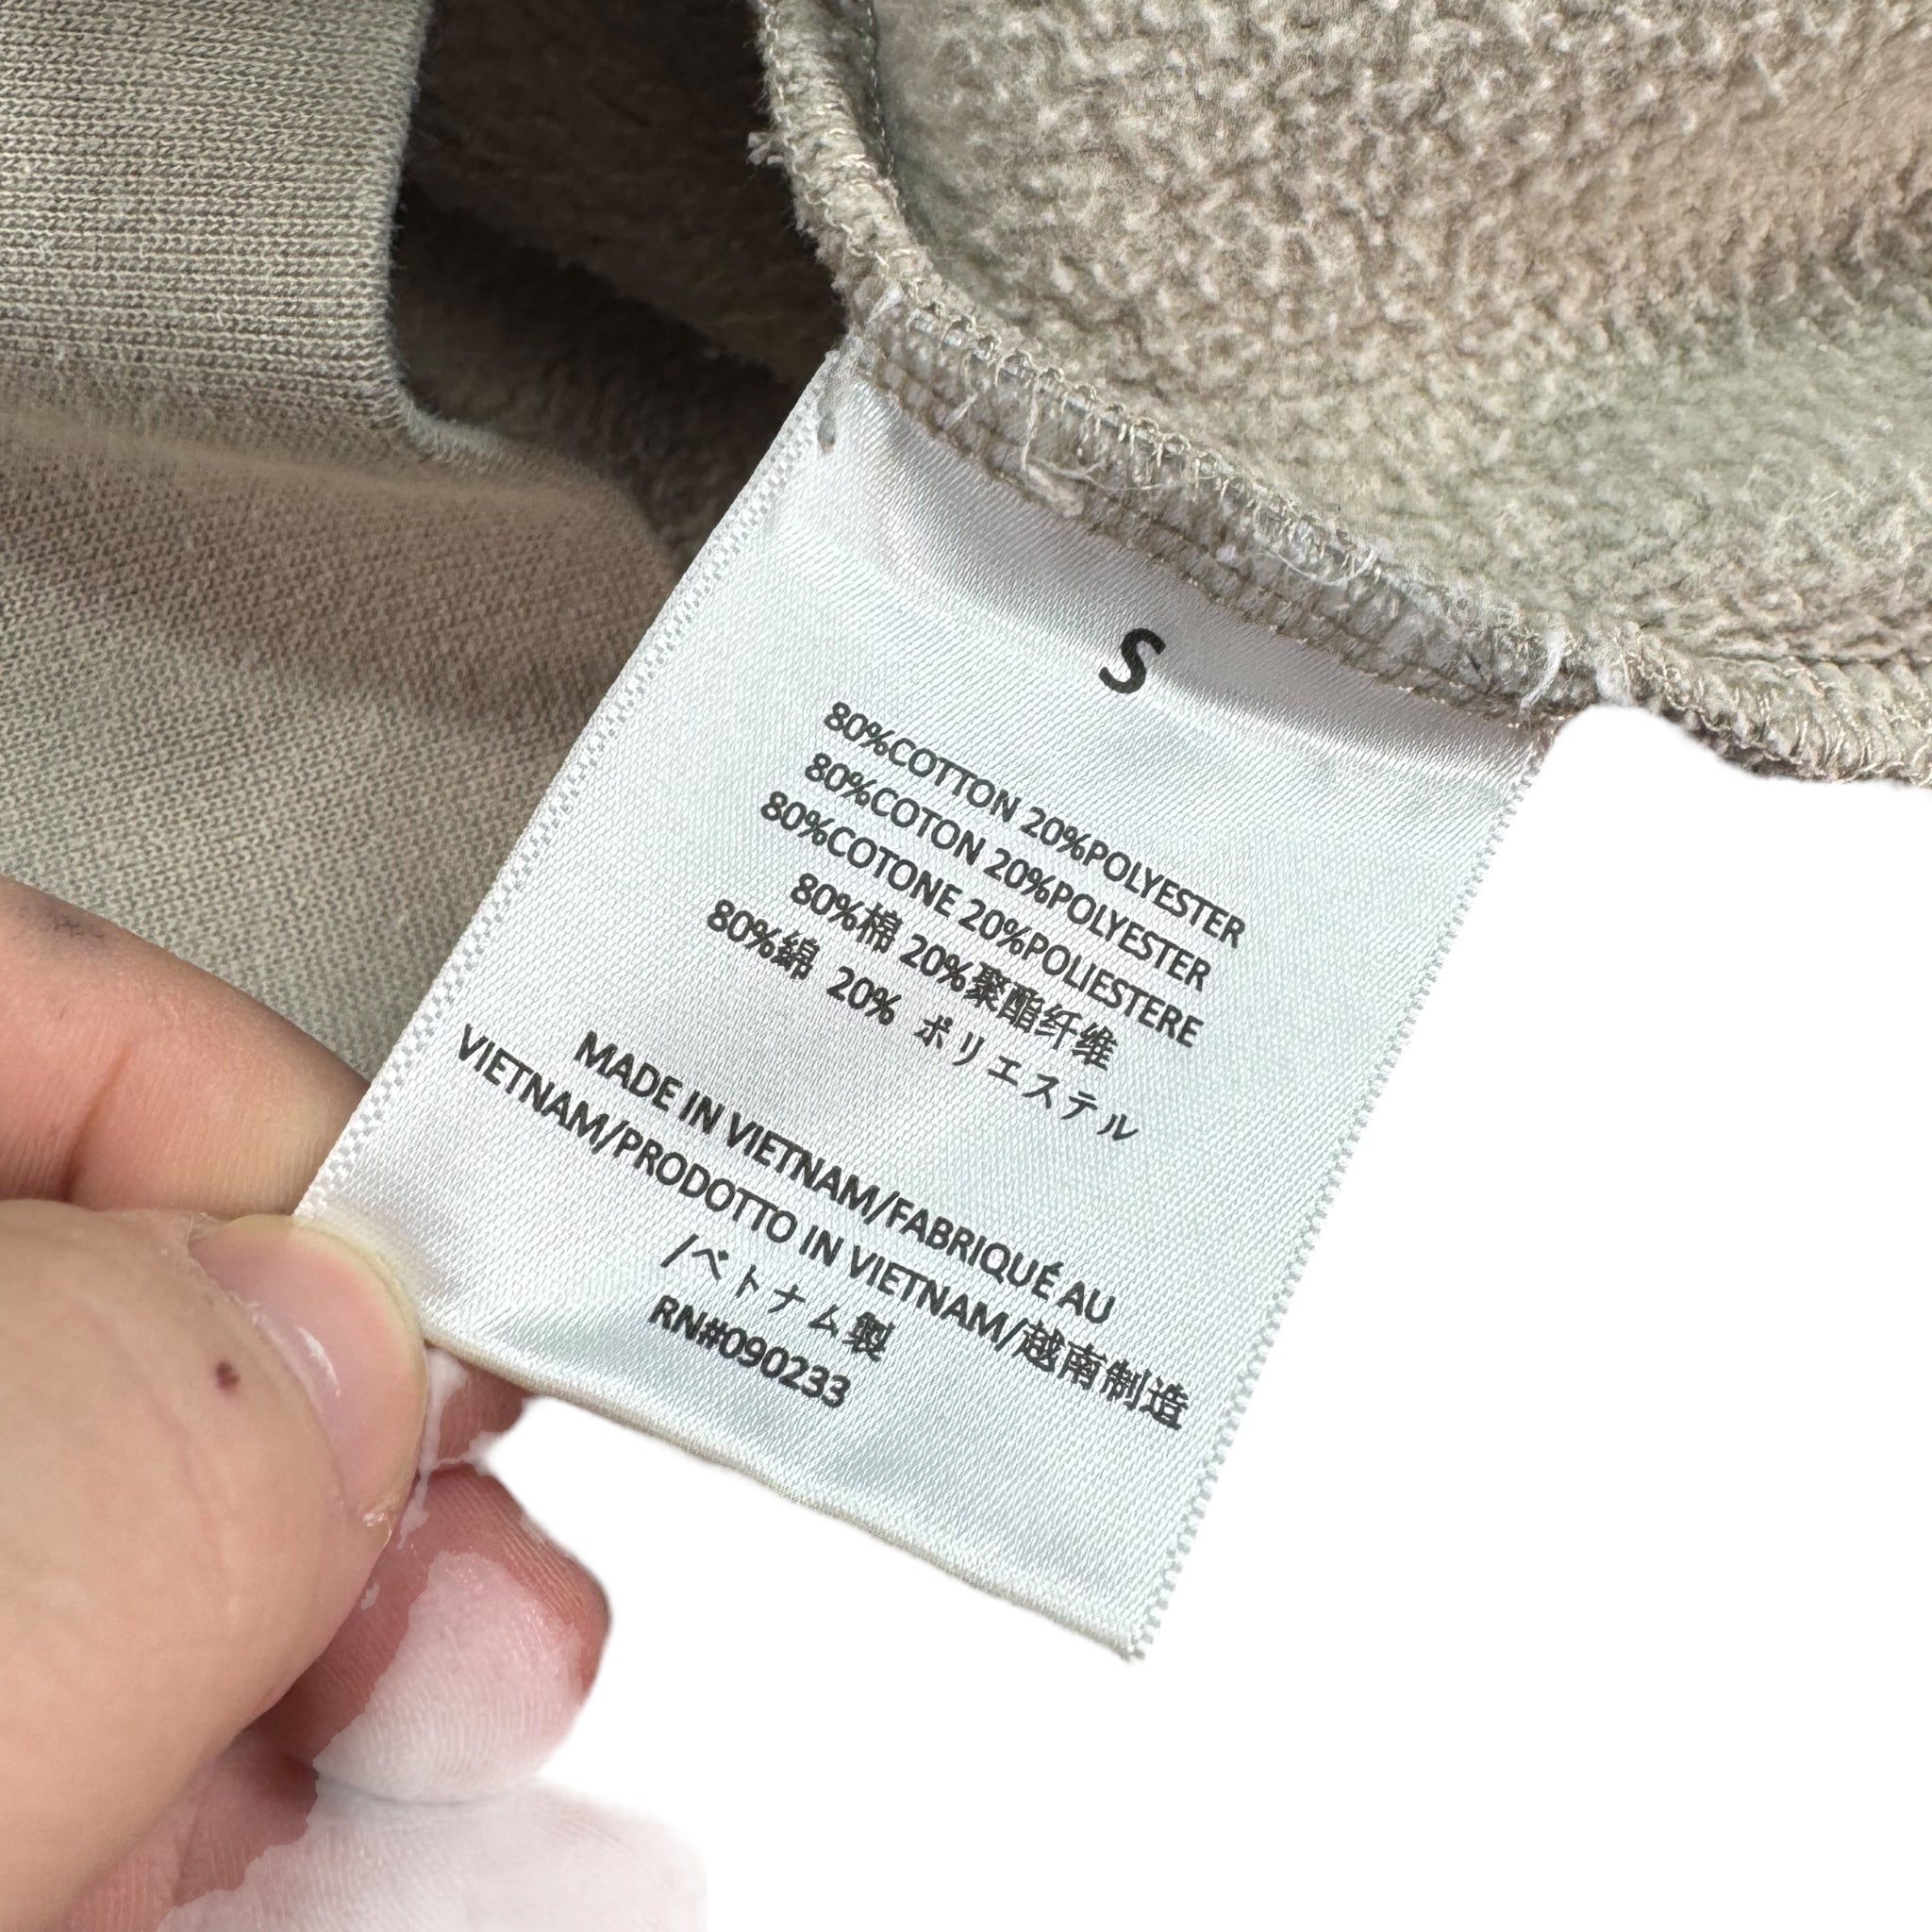 S
80%COTTON 20%POLYESTER
80%COTON 20%POLYESTER
80%COTONE 20%POLIESTERE
80%棉 20%聚酯纤维
80%綿 20% ポリエステル
MADE IN VIETNAM/FABRIQUÉ AU
VIETNAM/PRODOTTO IN VIETNAM/越南制造
/ベトナム製
RN#090233